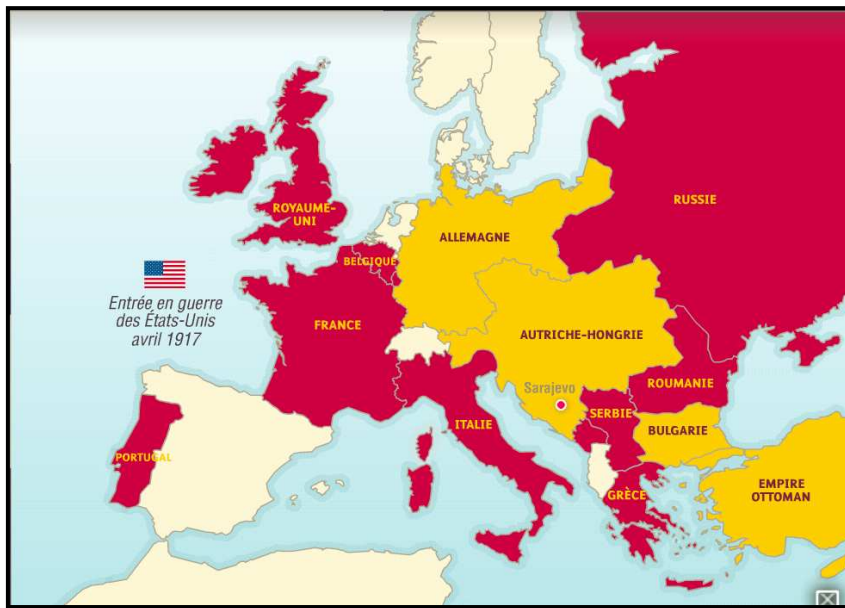 RUSSIE
ROYAUME-
UNI
ALLEMAGNE
BELGIQUE
Entrée en guerre
des États-Unis
avril 1917
FRANCE
AUTRICHE-HONGRIE
Sarajevo
ROUMANIE
SERBIE
ITALIE
BULGARIE
PORTUGAL
EMPIRE
OTTOMAN
GRÈCE